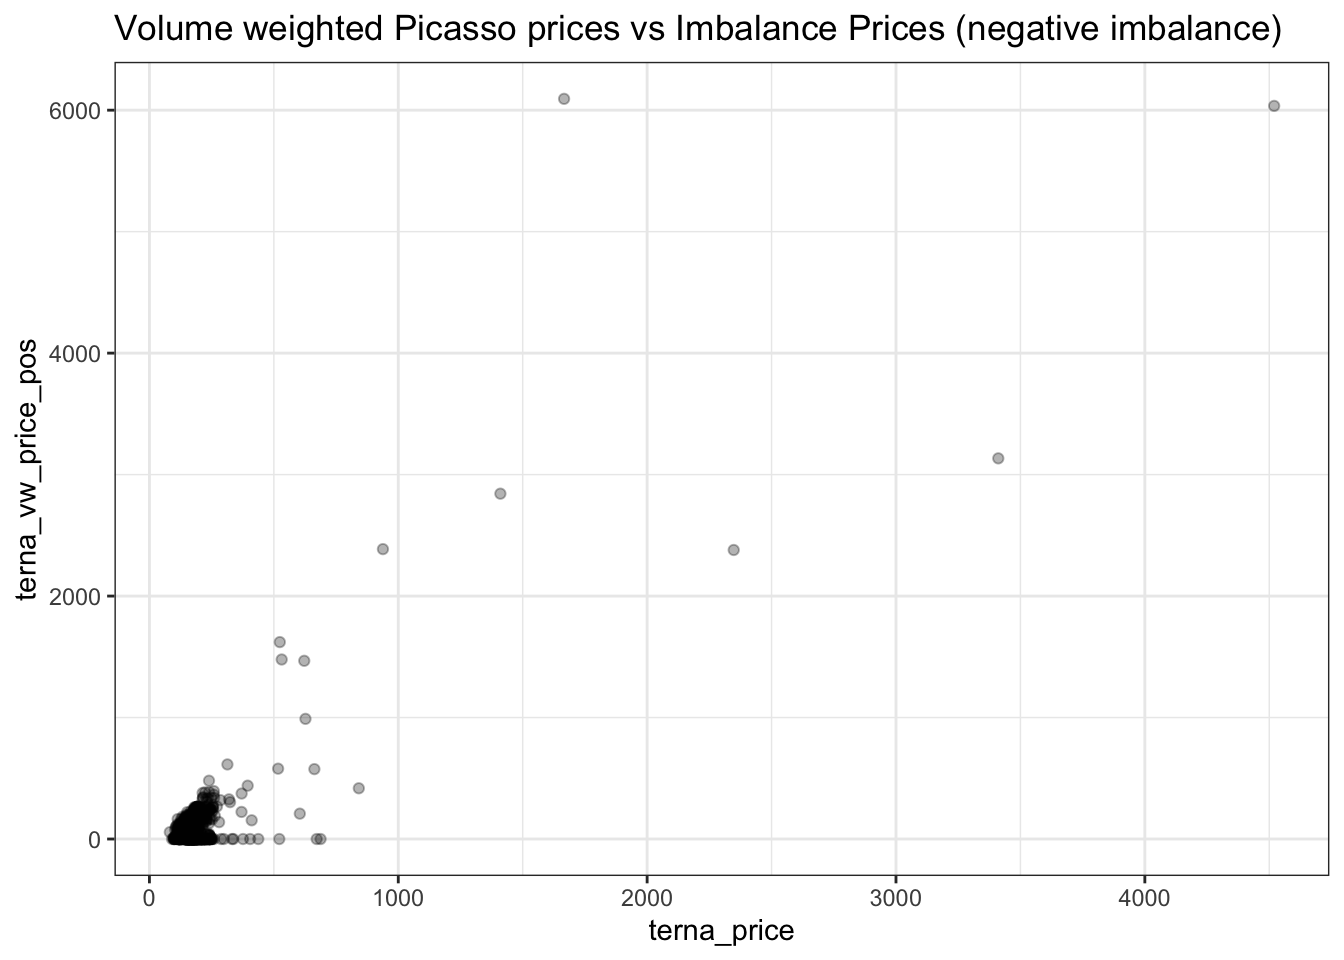 Volume weighted Picasso prices vs Imbalance Prices (negative imbalance)
terna_vw_price_pos
6000
4000
2000
0
0 1000 2000 3000 4000
terna_price